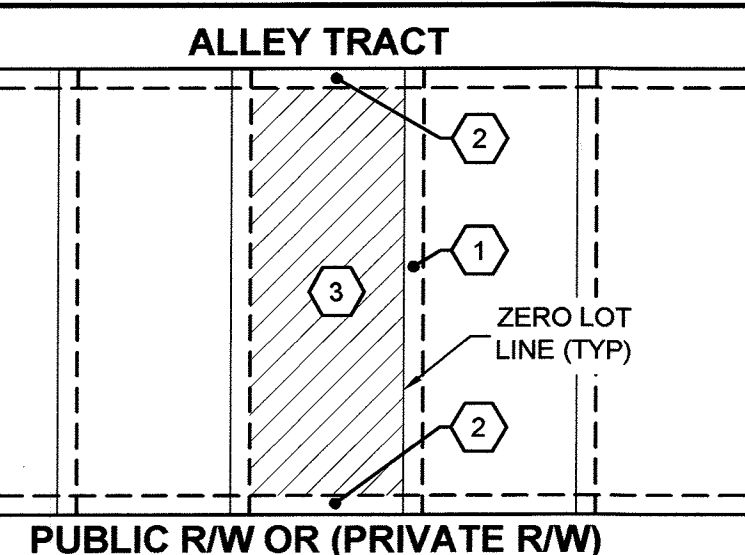 ALLEY TRACT
2
1
3
ZERO LOT
LINE (TYP)
2
PUBLIC R/W OR (PRIVATE R/W)